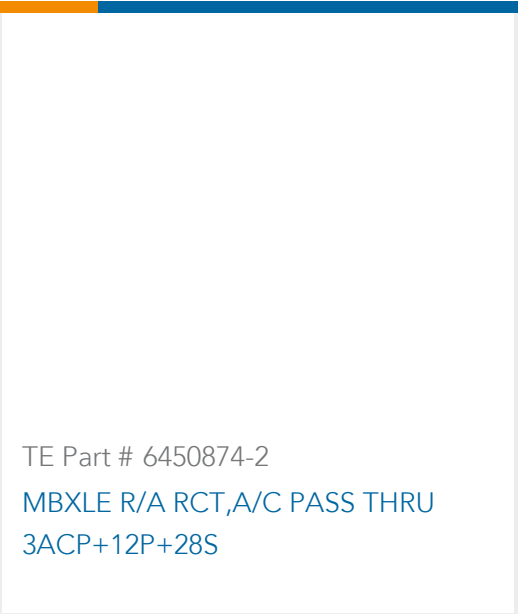 TE Part # 6450874-2
MBXLE R/A RCT,A/C PASS THRU
3ACP+12P+28S